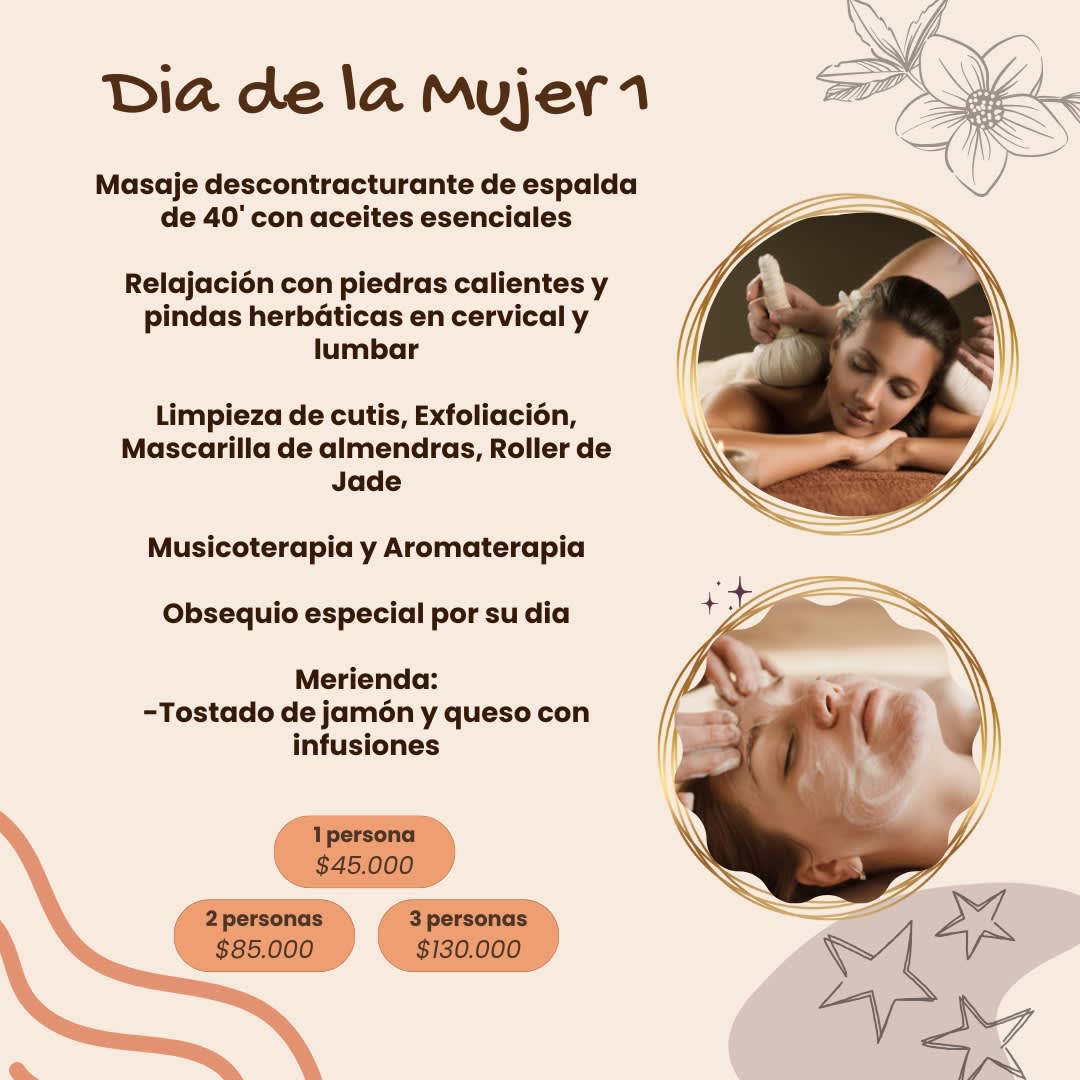 Dia de la Mujer 1
Masaje descontracturante de espalda
de 40' con aceites esenciales
Relajación con piedras calientes y
pindas herbáticas en cervical y
lumbar
Limpieza de cutis, Exfoliación,
Mascarilla de almendras, Roller de
Jade
Musicoterapia y Aromaterapia
Obsequio especial por su dia
Merienda:
-Tostado de jamón y queso con
infusiones
1 persona
$45.000
2 personas
$85.000
3 personas
$130.000